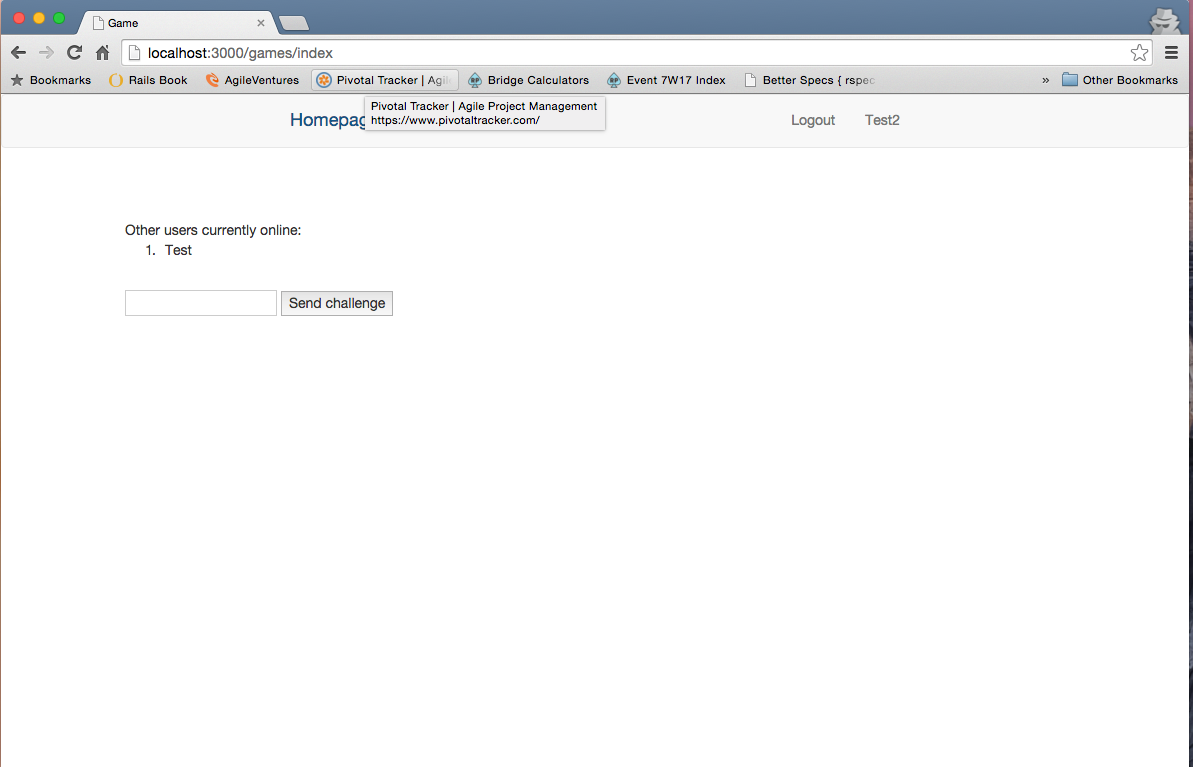 Game
localhost:3000/games/index
Bookmarks Rails Book AgileVentures Pivotal Tracker | Agil Bridge Calculators Event 7W17 Index Better Specs { rspec » Other Bookmarks
Pivotal Tracker | Agile Project Management
https://www.pivotaltracker.com/
Homepag Logout Test2
Other users currently online:
1. Test
Send challenge